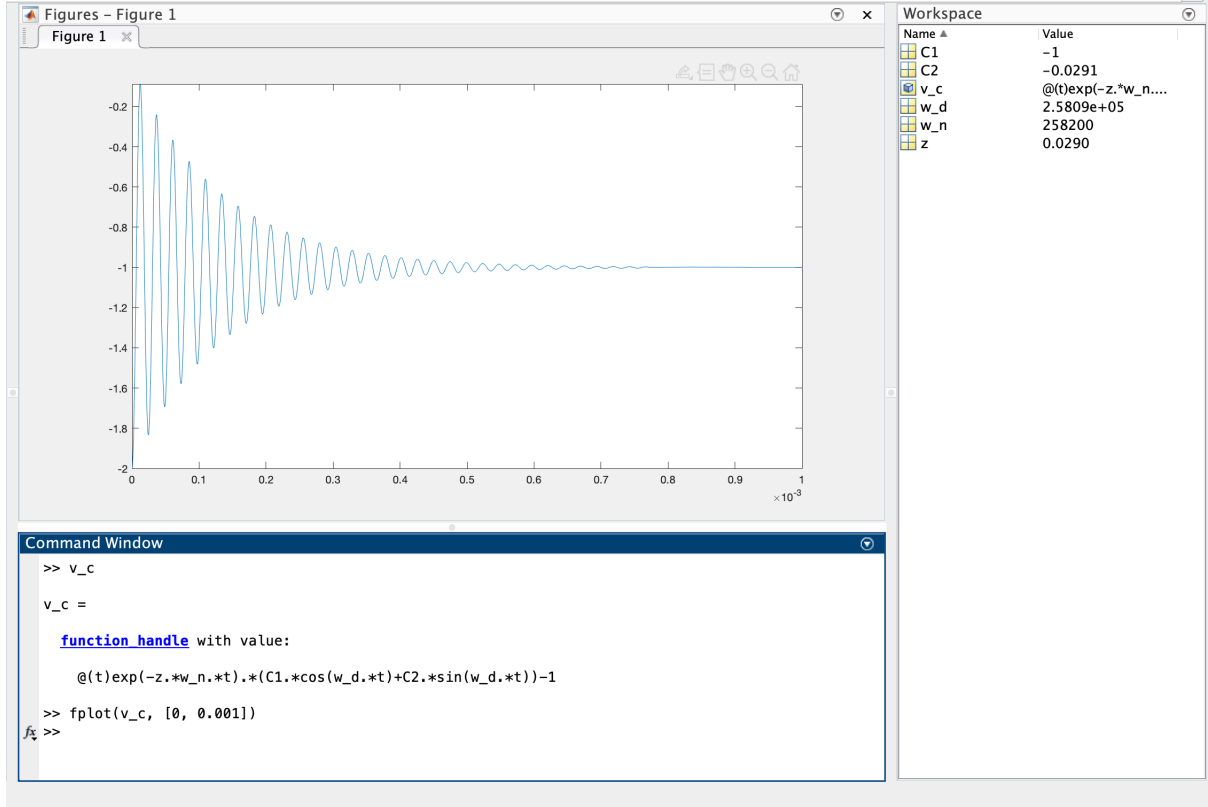 Figures – Figure 1
Figure 1
-0.2
-0.4
-0.6
-0.8
-1
-1.2
-1.4
-1.6
-1.8
-2
0 0.1 0.2 0.3 0.4 0.5 0.6 0.7 0.8 0.9 1
×10-3
Workspace
Name Value
C1 -1
C2 -0.0291
v_c @(t)exp(-z.*w_n....
w_d 2.5809e+05
w_n 258200
z 0.0290
Command Window
>> v_c
v_c =
function_handle with value:
@(t)exp(-z.*w_n.*t).*(C1.*cos(w_d.*t)+C2.*sin(w_d.*t))-1
>> fplot(v_c, [0, 0.001])
fx >>